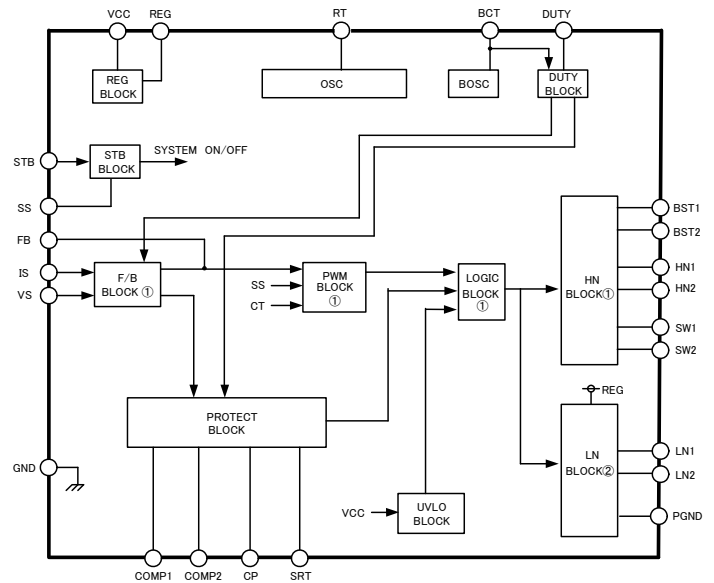 VCC
REG
RT
BCT
DUTY
REG
BLOCK
OSC
BOSC
DUTY
BLOCK
STB
STB
BLOCK
SYSTEM ON/OFF
SS
FB
IS
VS
F/B
BLOCK①
SS
CT
PWM
BLOCK
①
LOGIC
BLOCK
①
HN
BLOCK①
BST1
BST2
HN1
HN2
SW1
SW2
REG
PROTECT
BLOCK
LN
BLOCK②
LN1
LN2
PGND
GND
VCC
UVLO
BLOCK
COMP1
COMP2
CP
SRT